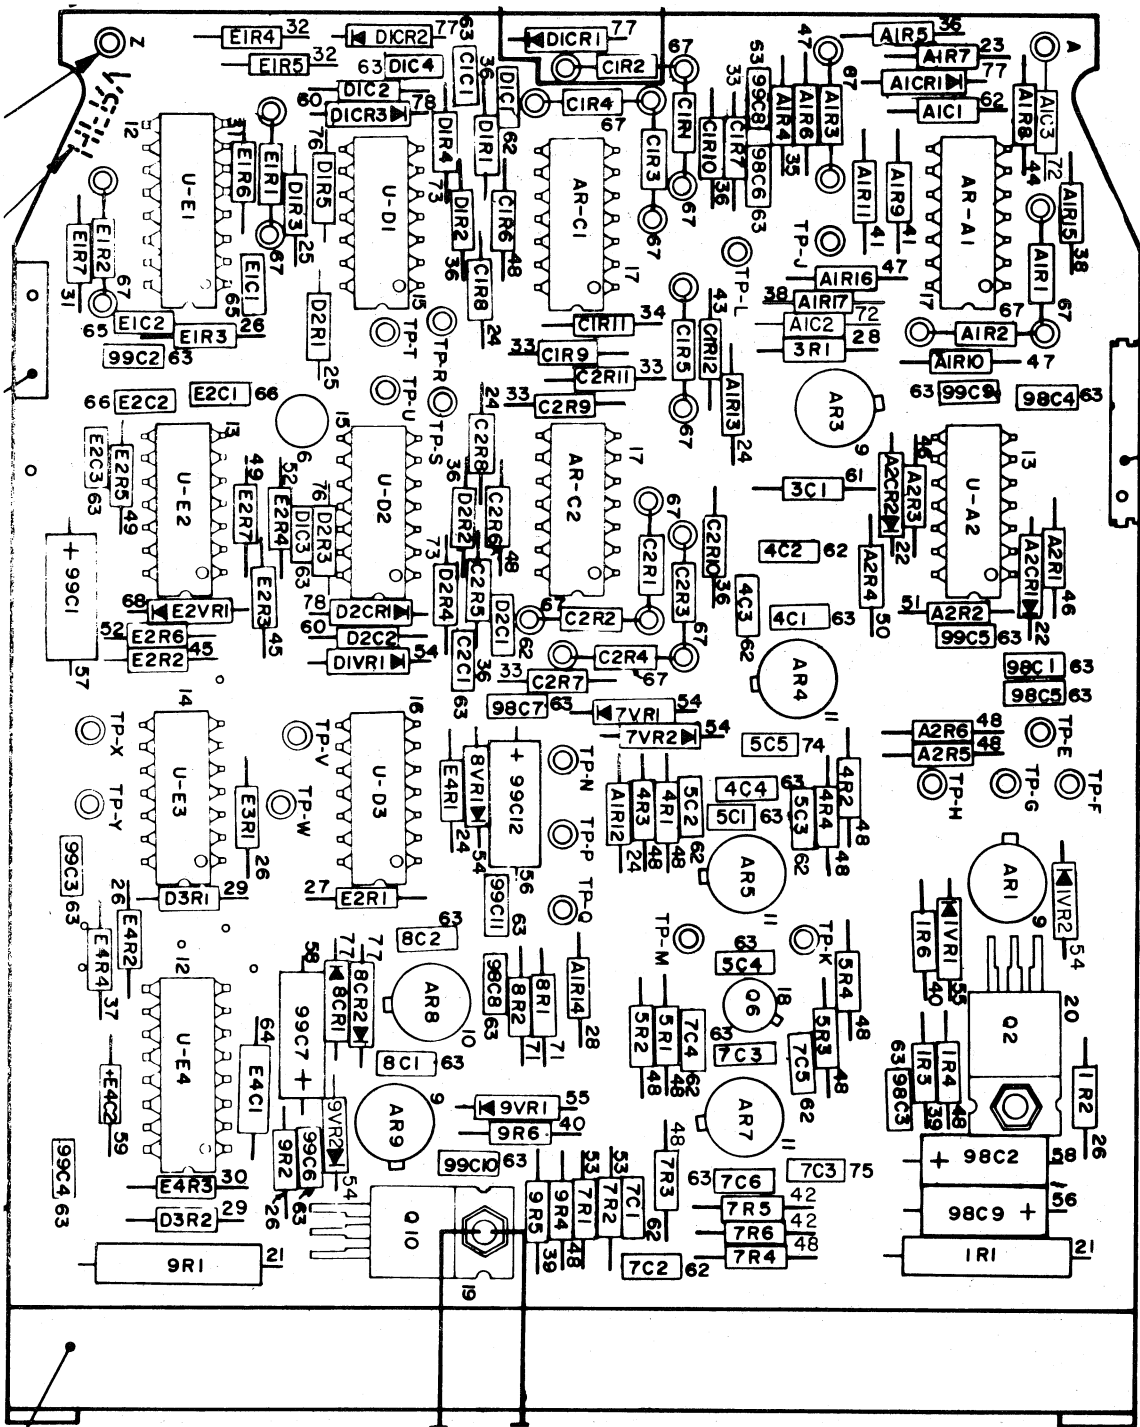 Z
E1R4 32
D1CR2 77
63
D1CR1 77
A1R5 36
A
E1R5 32
63 D1C4
C1C1
36
67
C1R2
47
A1R7 23
A1CR1 77
60 D1C2
D1CR3 78
D1C1
62
C1R4
67
C1R1
33
63
99C8
A1R4
A1R6
A1R3
67
A1C1 62
A1R8
A1C3
12
31
76
D1R4
D1R1
C1R3
C1R10
C1R7
98C6
35
44
72
U-E1
E1R6
E1R1
D1R3
D1R5
U-D1
73
D1R2
C1R6
AR-C1
36
67
67
63
A1R11
A1R9
AR-A1
A1R15
E1R7
E1R2
31
67
E1C1
65
67
25
15
36
48
C1R8
24
17
TP-L
TP-J
41
41
A1R16 47
38 A1R17
A1C2 72
3R1 28
17
A1R1
38
67
65 E1C2
E1R3 26
99C2 63
D2R1
25
TP-T
TP-R
C1R11 34
33 C1R9
C2R11 33
33 C2R9
C1R5
43
C1R12
67
A1R13
24
67
A1R2
A1R10 47
66 E2C2
E2C1 66
TP-U
TP-S
24
C2R8
AR3
9
63 99C9
98C4 63
E2C3
63
E2R5
49
13
U-E2
49
E2R7
52
E2R4
Q6
76
D1C3
63
D2R3
15
U-D2
36
D2R2
C2R6
48
AR-C2
17
67
C2R10
36
3C1 61
4C2 62
A2CR2
22
46
A2R3
U-A2
13
A2CR1
22
A2R1
46
+ 99C1
57
68 E2VR1
52 E2R6
E2R2 45
E2R3
45
78 D2CR1
60 D2C2
D1VR1 54
73
D2R4
C2R5
C2C1
36
63
D2C1
62
67
C2R2
C2R1
C2R3
67
C2R4
67
33 C2R7
98C7 63
4C3
62
4C1 63
A2R4
50
51 A2R2
99C5 63
98C1 63
98C5 63
AR4
11
14
U-E3
16
U-D3
TP-X
TP-Y
TP-V
TP-W
7VR1 54
7VR2 54
5C5 74
A2R6 48
A2R5 48
TP-E
TP-H
TP-G
TP-F
E3R1
26
E4R1
24
8VR1
54
+ 99C12
56
TP-N
TP-P
TP-Q
A1R12
24
4R3
48
4R1
48
5C2
62
4C4 63
5C1 63
5C3
62
4R4
48
4R2
48
99C3
63
D3R1 29
27 E2R1
AR5
11
AR1
9
1VR2
54
26
E4R2
E4R4
37
12
U-E4
8C2 63
99C11
63
TP-M
TP-K
1R6
40
1VR1
55
58
99C7 +
77
8CR1
77
8CR2
AR8
10
98C8
63
8R2
71
8R1
71
A1R14
28
63
5C4
Q6
18
5R2
48
5R1
48
7C4
62
63
7C3
7C5
62
5R3
48
5R4
48
Q2
20
+E4C2
59
64
E4C1
8C1 63
AR9
9
9VR1 55
9R6 40
99C10 63
AR7
11
63
98C3
1R3
39
1R4
48
1R2
26
99C4
63
E4R3 30
D3R2 29
9R2
26
99C6
63
9VR2
54
Q10
19
9R5
39
9R4
48
53
7R1
53
7R2
7C1
62
48
7R3
7C3 75
63 7C6
7R5 42
7R6 42
7R4 48
7C2 62
+ 98C2 58
98C9 + 56
9R1 21
1R1 21